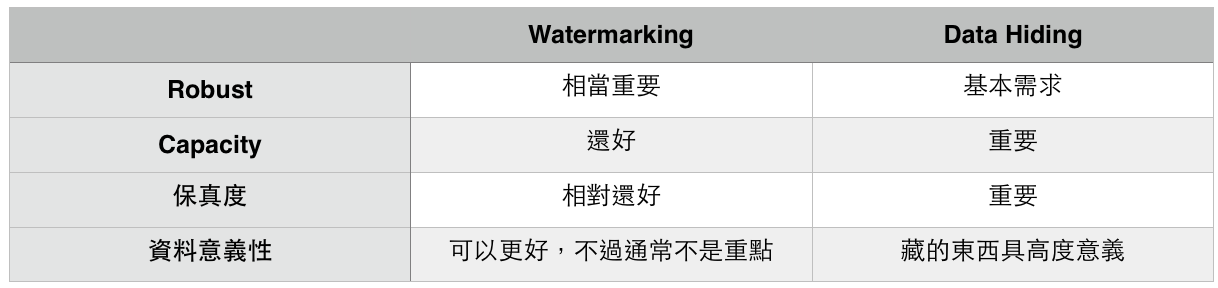 Watermarking Data Hiding
Robust 相當重要 基本需求
Capacity 還好 重要
保真度 相對還好 重要
資料意義性 可以更好，不過通常不是重點 藏的東西具高度意義